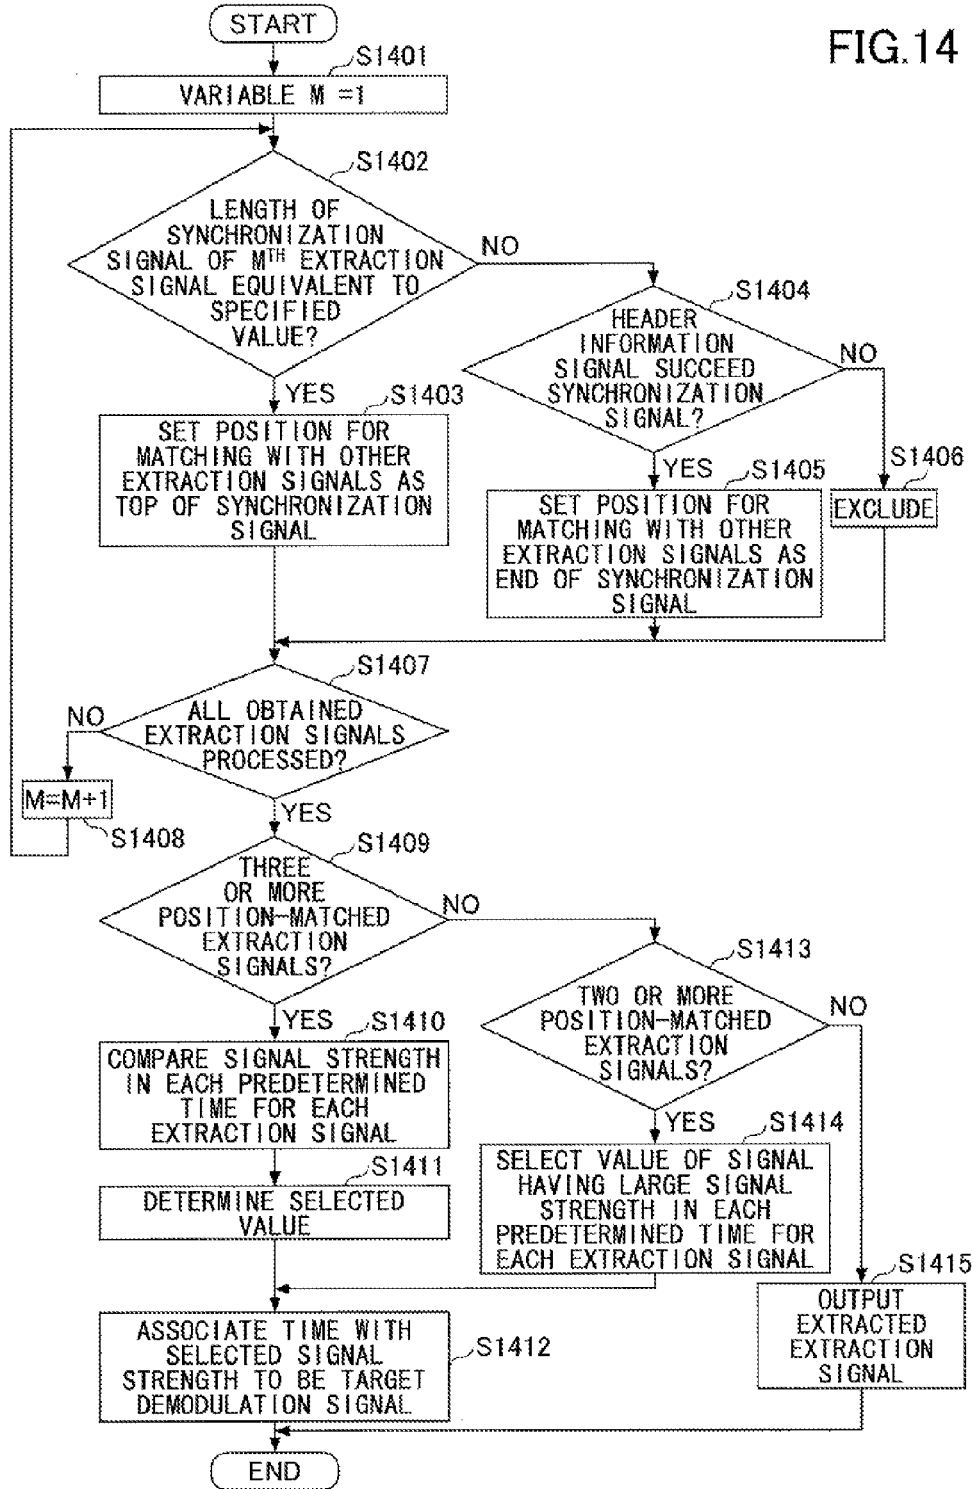 START
FIG.14
S1401
VARIABLE M =1
S1402
LENGTH OF
SYNCHRONIZATION
SIGNAL OF MTH EXTRACTION
SIGNAL EQUIVALENT TO
SPECIFIED
VALUE?
NO
YES
S1403
SET POSITION FOR
MATCHING WITH OTHER
EXTRACTION SIGNALS AS
TOP OF SYNCHRONIZATION
SIGNAL
S1404
HEADER
INFORMATION
SIGNAL SUCCEED
SYNCHRONIZATION
SIGNAL?
NO
YES
S1405
SET POSITION FOR
MATCHING WITH OTHER
EXTRACTION SIGNALS AS
END OF SYNCHRONIZATION
SIGNAL
S1406
EXCLUDE
S1407
ALL OBTAINED
EXTRACTION SIGNALS
PROCESSED?
NO
M=M+1
S1408
YES
S1409
THREE
OR MORE
POSITION-MATCHED
EXTRACTION
SIGNALS?
NO
YES
S1410
COMPARE SIGNAL STRENGTH
IN EACH PREDETERMINED
TIME FOR EACH
EXTRACTION SIGNAL
S1411
DETERMINE SELECTED
VALUE
S1413
TWO OR MORE
POSITION-MATCHED
EXTRACTION
SIGNALS?
NO
YES
S1414
SELECT VALUE OF SIGNAL
HAVING LARGE SIGNAL
STRENGTH IN EACH
PREDETERMINED TIME FOR
EACH EXTRACTION SIGNAL
S1415
OUTPUT
EXTRACTED
EXTRACTION
SIGNAL
ASSOCIATE TIME WITH
SELECTED SIGNAL
STRENGTH TO BE TARGET
DEMODULATION SIGNAL
S1412
END